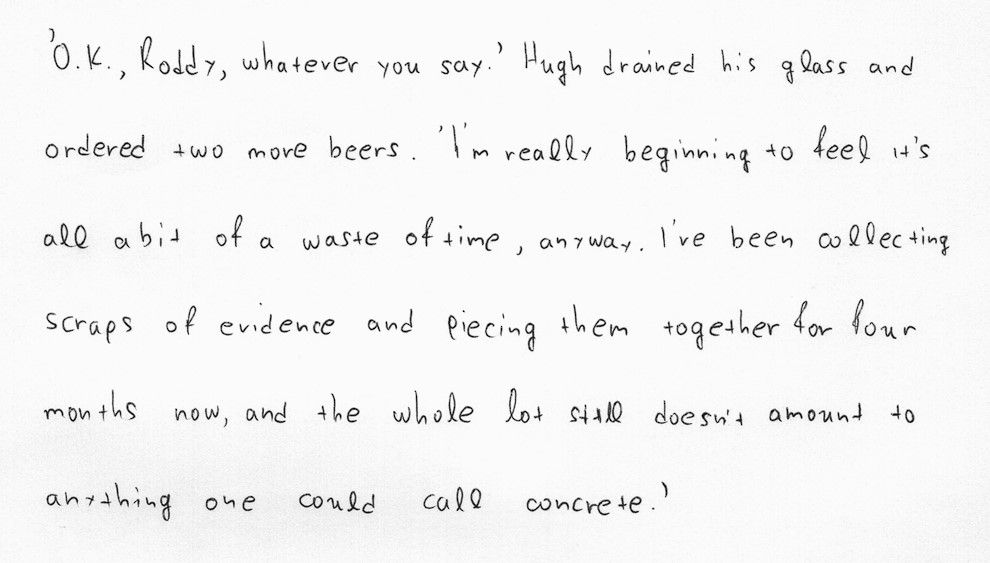 'O.K., Roddy, whatever you say.' Hugh drained his glass and
ordered two more beers. 'I'm really beginning to feel it's
all a bit of a waste of time, anyway. I've been collecting
scraps of evidence and piecing them together for four
months now, and the whole lot still doesn't amount to
anything one could call concrete.'